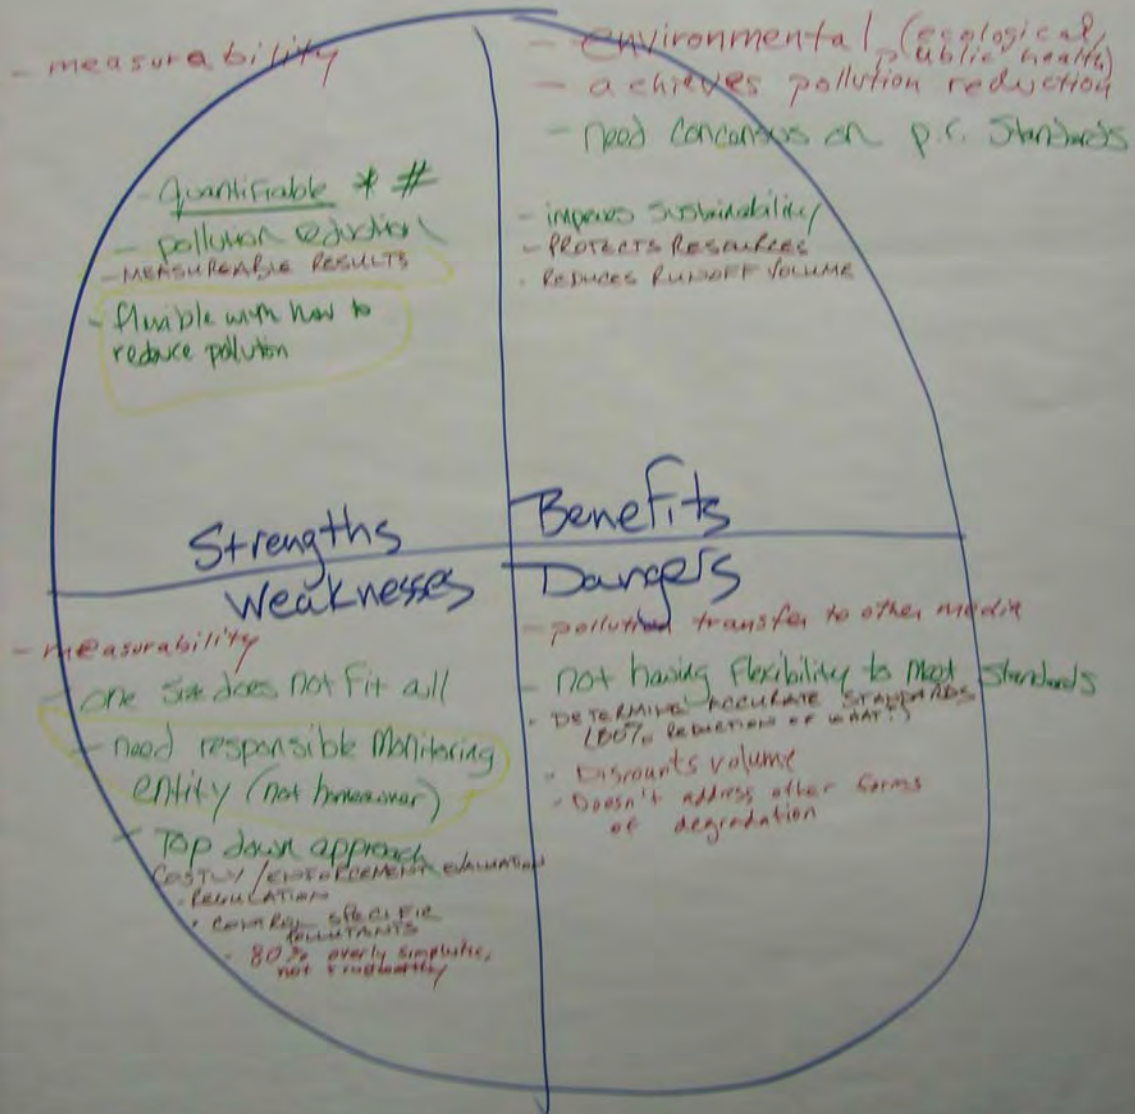 - measurability
- Quantifiable * #
- pollution reduction
- MEASUREABLE RESULTS
- flexible with how to
reduce polluton
Strengths
- environmental (ecological,
public health)
- achieves pollution reduction
- need concensus on p.c. Standards
- improves sustainability
- PROTECTS RESOURCES
- REDUCES RUNOFF VOLUME
Benefits
Weaknesses
- measurability
- one size does not fit all
- need responsible monitoring
entity (not homeowner)
- Top down approach
COSTLY / ENFORCEMENT EVALUATION
- REGULATION
- CONTROL SPECIFIC
POLLUTANTS
- 80% overly simplistic,
not trustworthy
Dangers
- pollution transfer to other media
- not having flexibility to meet standards
- DETERMINE ACCURATE STANDARDS
(80% REDUCTION OF WHAT?)
- Discounts volume
- Doesn't address other forms
of degradation